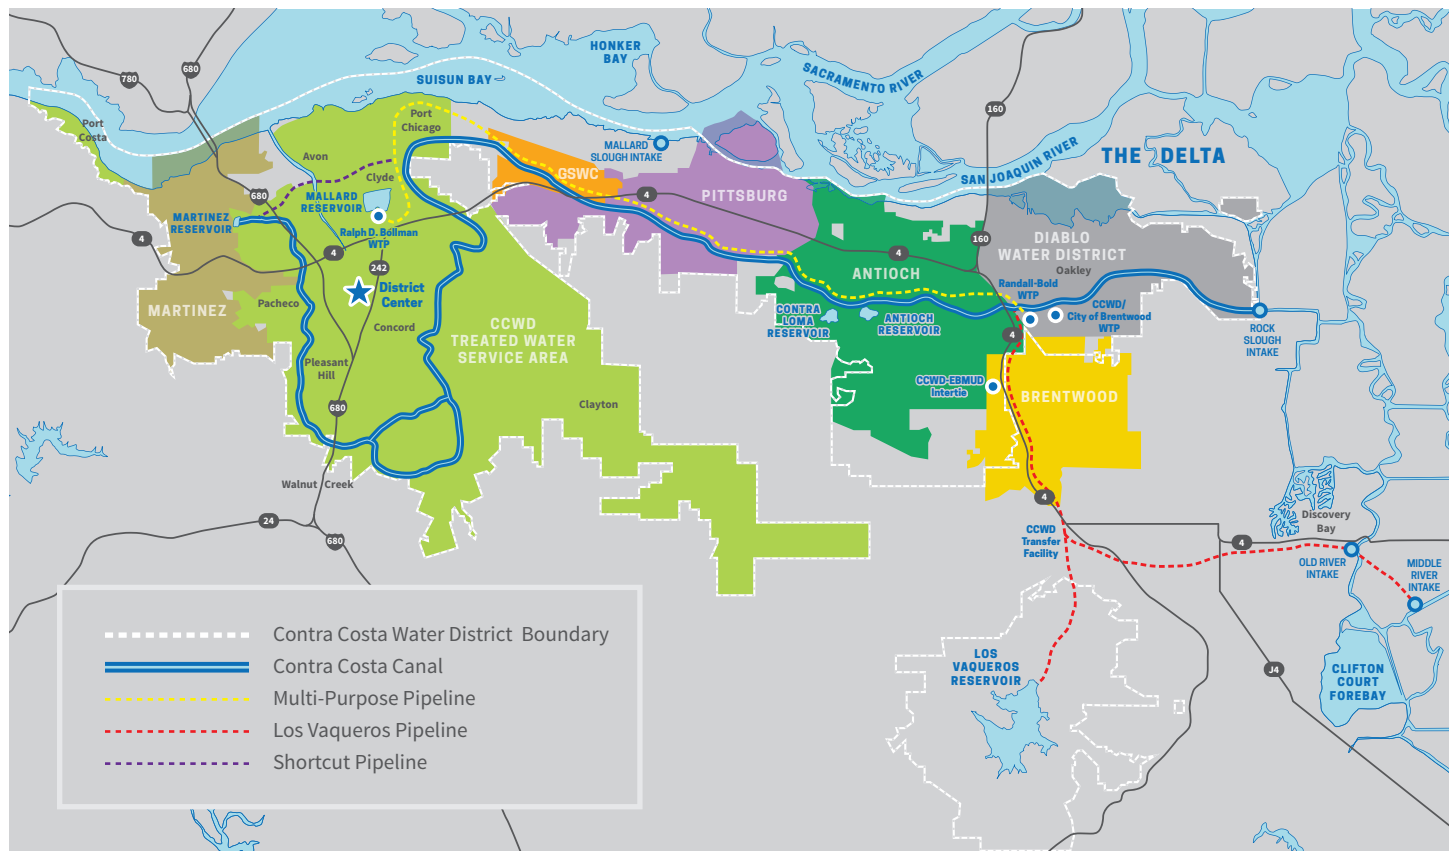 HONKER
BAY
SUISUN BAY
SACRAMENTO RIVER
680
780
160
Port
Costa
Port
Chicago
MALLARD
SLOUGH INTAKE
SAN JOAQUIN RIVER
THE DELTA
Avon
Clyde
GSWC
680
MALLARD
RESERVOIR
4
PITTSBURG
MARTINEZ
RESERVOIR
Ralph D. Bollman
WTP
4
4
242
4
160
DIABLO
WATER DISTRICT
Oakley
ANTIOCH
District
Center
Randall-Bold
WTP
Pacheco
MARTINEZ
Concord
CCWD
TREATED WATER
SERVICE AREA
CONTRA
LOMA
RESERVOIR
ANTIOCH
RESERVOIR
CCWD/
City of Brentwood
WTP
4
ROCK
SLOUGH
INTAKE
Pleasant
Hill
680
Clayton
CCWD-EBMUD
Intertie
BRENTWOOD
Walnut Creek
4
24
680
CCWD
Transfer
Facility
Discovery
Bay
4
OLD RIVER
INTAKE
MIDDLE
RIVER
INTAKE
LOS
VAQUEROS
RESERVOIR
J4
CLIFTON
COURT
FOREBAY
Contra Costa Water District Boundary
Contra Costa Canal
Multi-Purpose Pipeline
Los Vaqueros Pipeline
Shortcut Pipeline